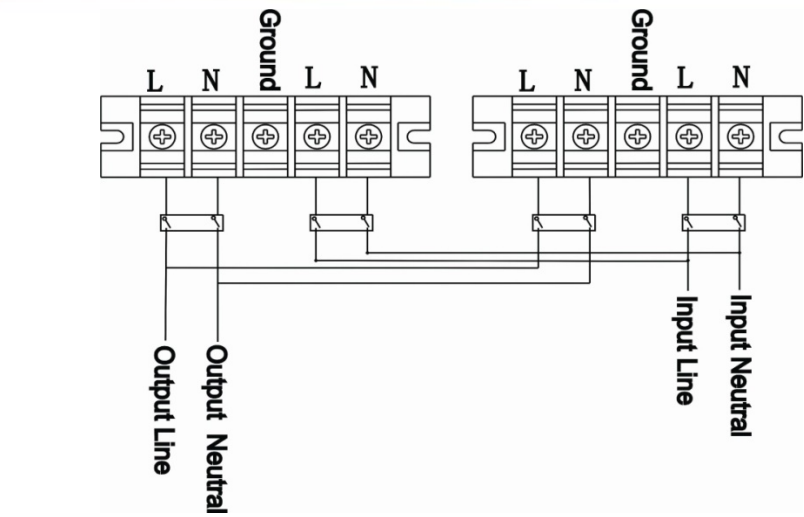 Ground
L N L N
Ground
L N L N
Output Line
Output Neutral
Input Line
Input Neutral